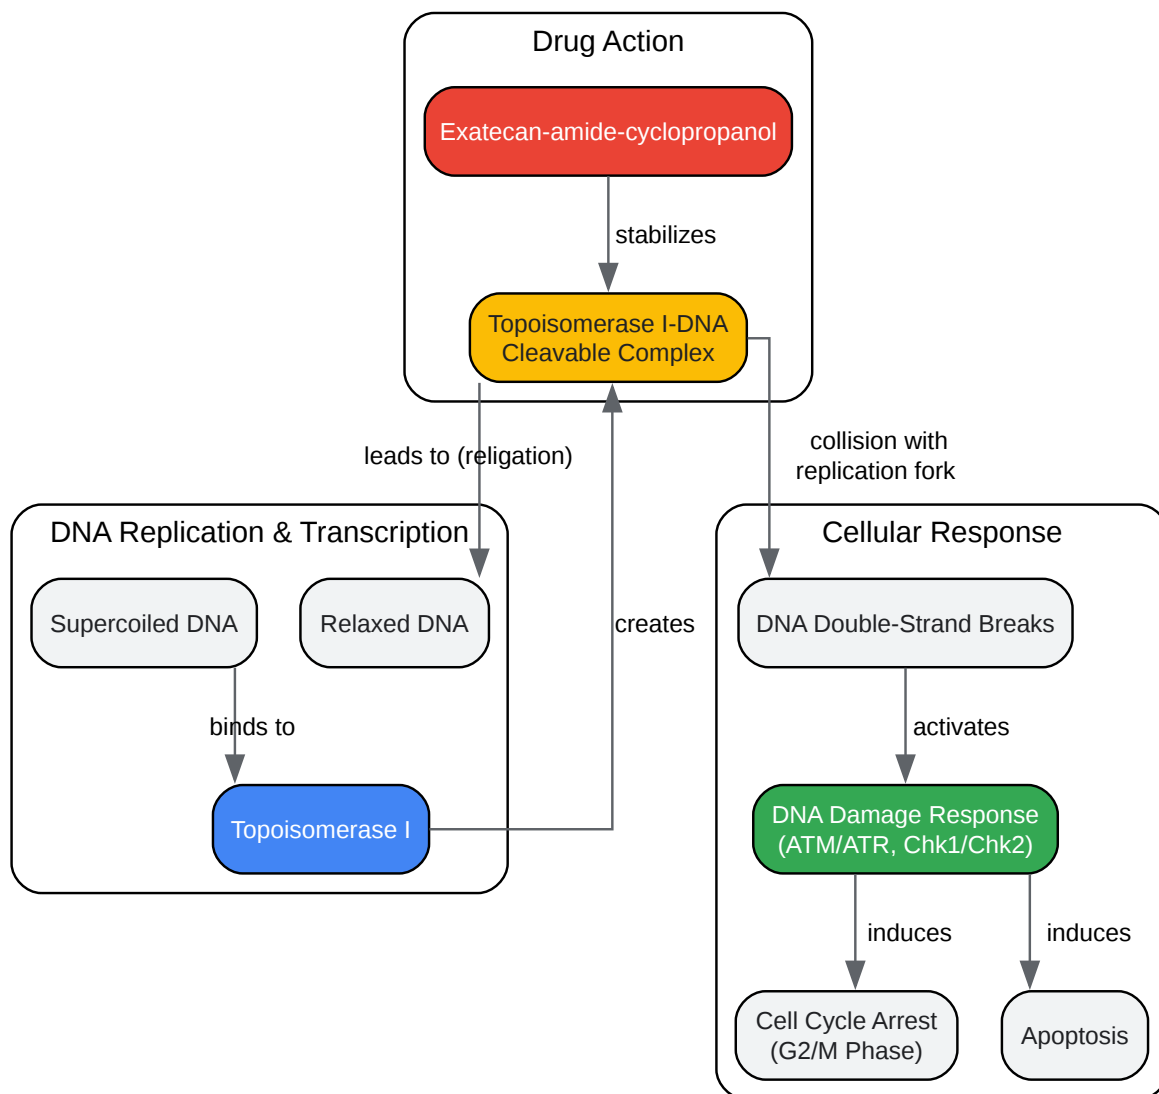 Drug Action
Exatecan-amide-cyclopropanol
stabilizes
Topoisomerase I-DNA
Cleavable Complex
leads to (religation)
collision with
replication fork
DNA Replication & Transcription
Supercoiled DNA
Relaxed DNA
binds to
creates
Topoisomerase I
Cellular Response
DNA Double-Strand Breaks
activates
DNA Damage Response
(ATM/ATR, Chk1/Chk2)
induces
induces
Cell Cycle Arrest
(G2/M Phase)
Apoptosis